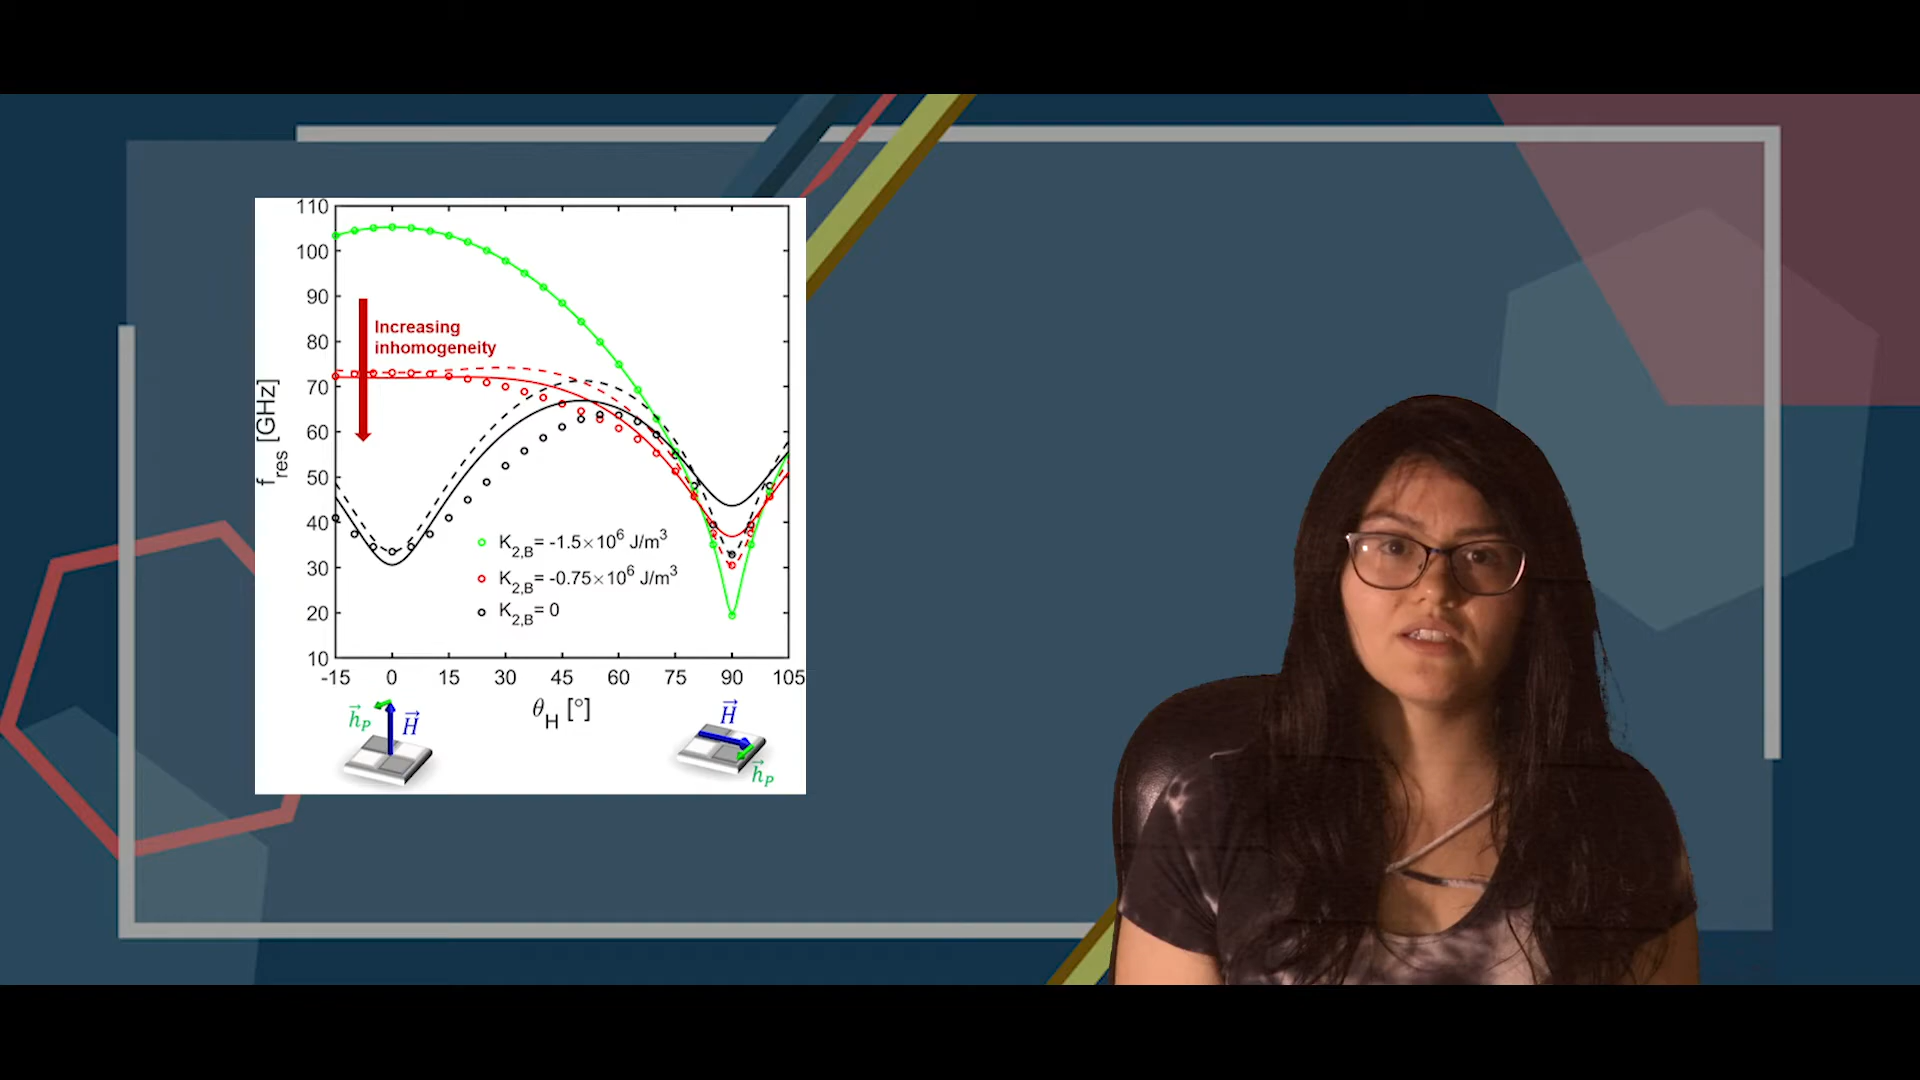 110
100
90
80
70
60
50
40
30
20
10
f_res [GHz]
Increasing
inhomogeneity
K_2,B= -1.5×10^6 J/m^3
K_2,B= -0.75×10^6 J/m^3
K_2,B= 0
-15 0 15 30 45 60 75 90 105
θ_H [°]
h⃗_P H⃗
H⃗
h⃗_P